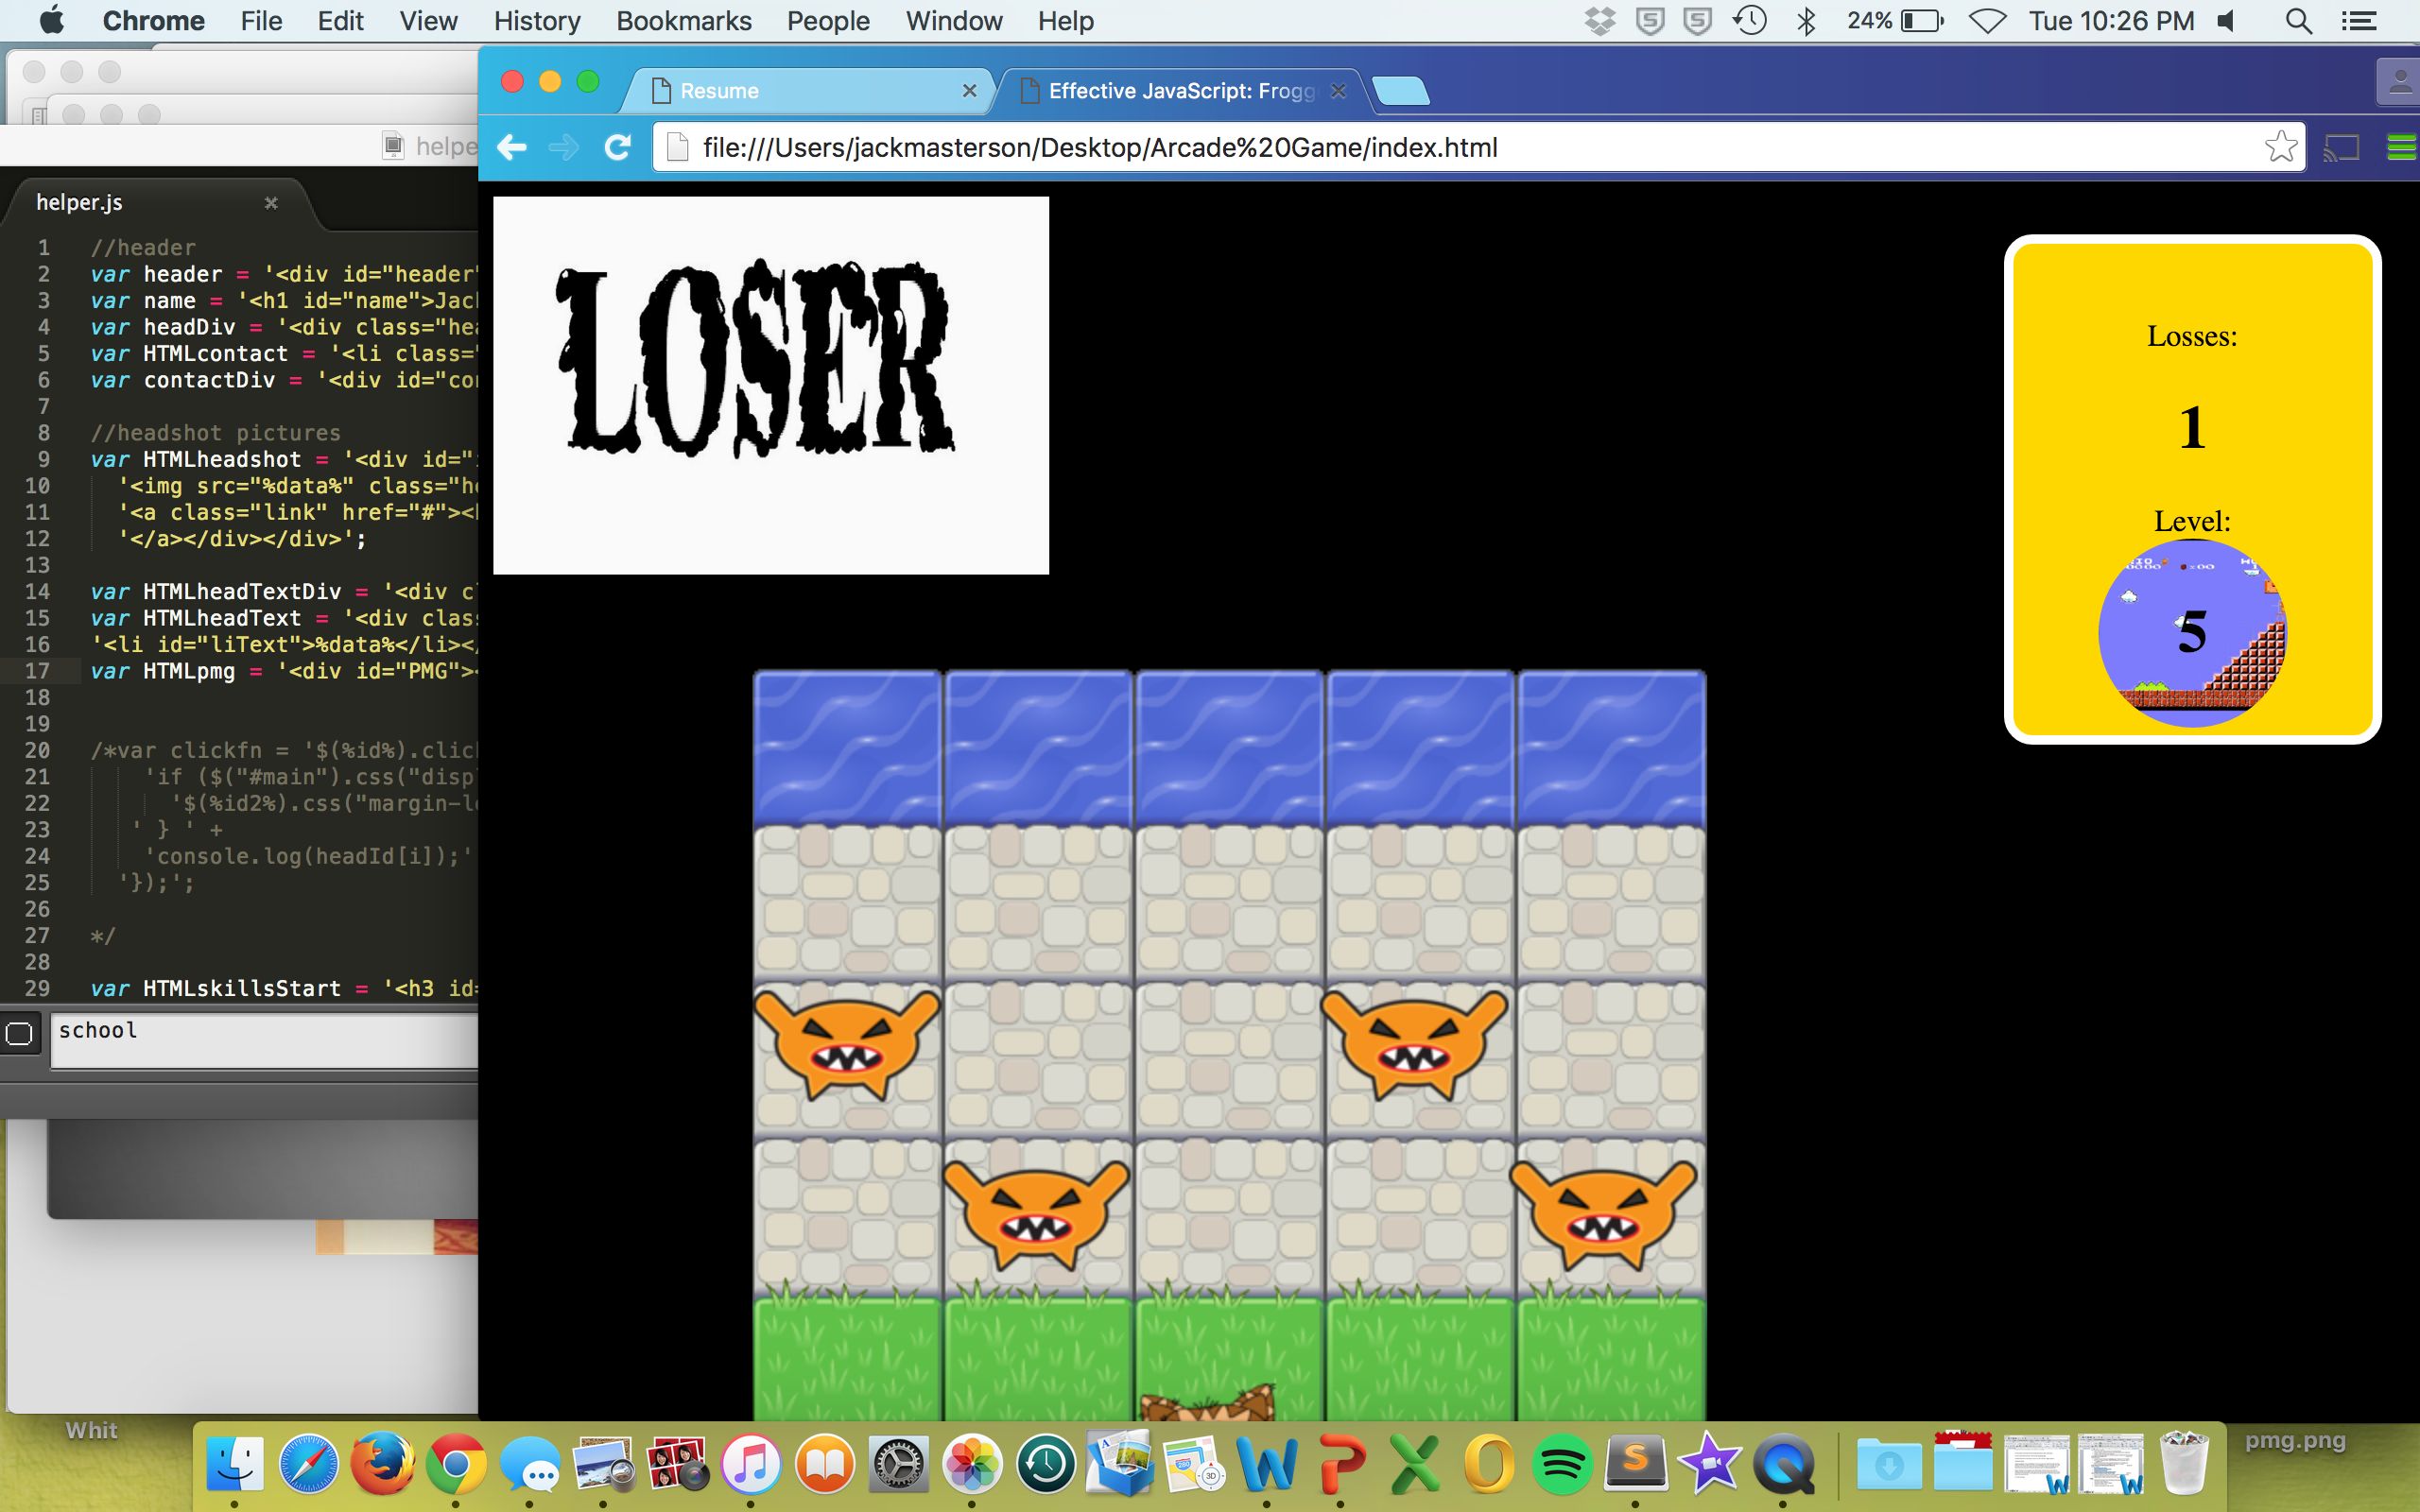 Chrome File Edit View History Bookmarks People Window Help 24% Tue 10:26 PM
Resume
Effective JavaScript: Frogg
file:///Users/jackmasterson/Desktop/Arcade%20Game/index.html
helpe
helper.js
1 //header
2 var header = '<div id="header"
3 var name = '<h1 id="name">Jac
4 var headDiv = '<div class="hea
5 var HTMLcontact = '<li class="
6 var contactDiv = '<div id="co
7
8 //headshot pictures
9 var HTMLheadshot = '<div id="
10 '<img src="%data%" class="he
11 '<a class="link" href="#"><
12 '</a></div></div>';
13
14 var HTMLheadTextDiv = '<div c
15 var HTMLheadText = '<div clas
16 '<li id="liText">%data%</li></
17 var HTMLpmg = '<div id="PMG"><
18
19
20 /*var clickfn = '$(%id%).clic
21 'if ($("#main").css("disp
22 '$(%id2%).css("margin-l
23 ' } ' +
24 'console.log(headId[i]);'
25 '});';
26
27 */
28
29 var HTMLskillsStart = '<h3 id=
school
LOSER
Losses:
1
Level:
5
Whit
pmg.png